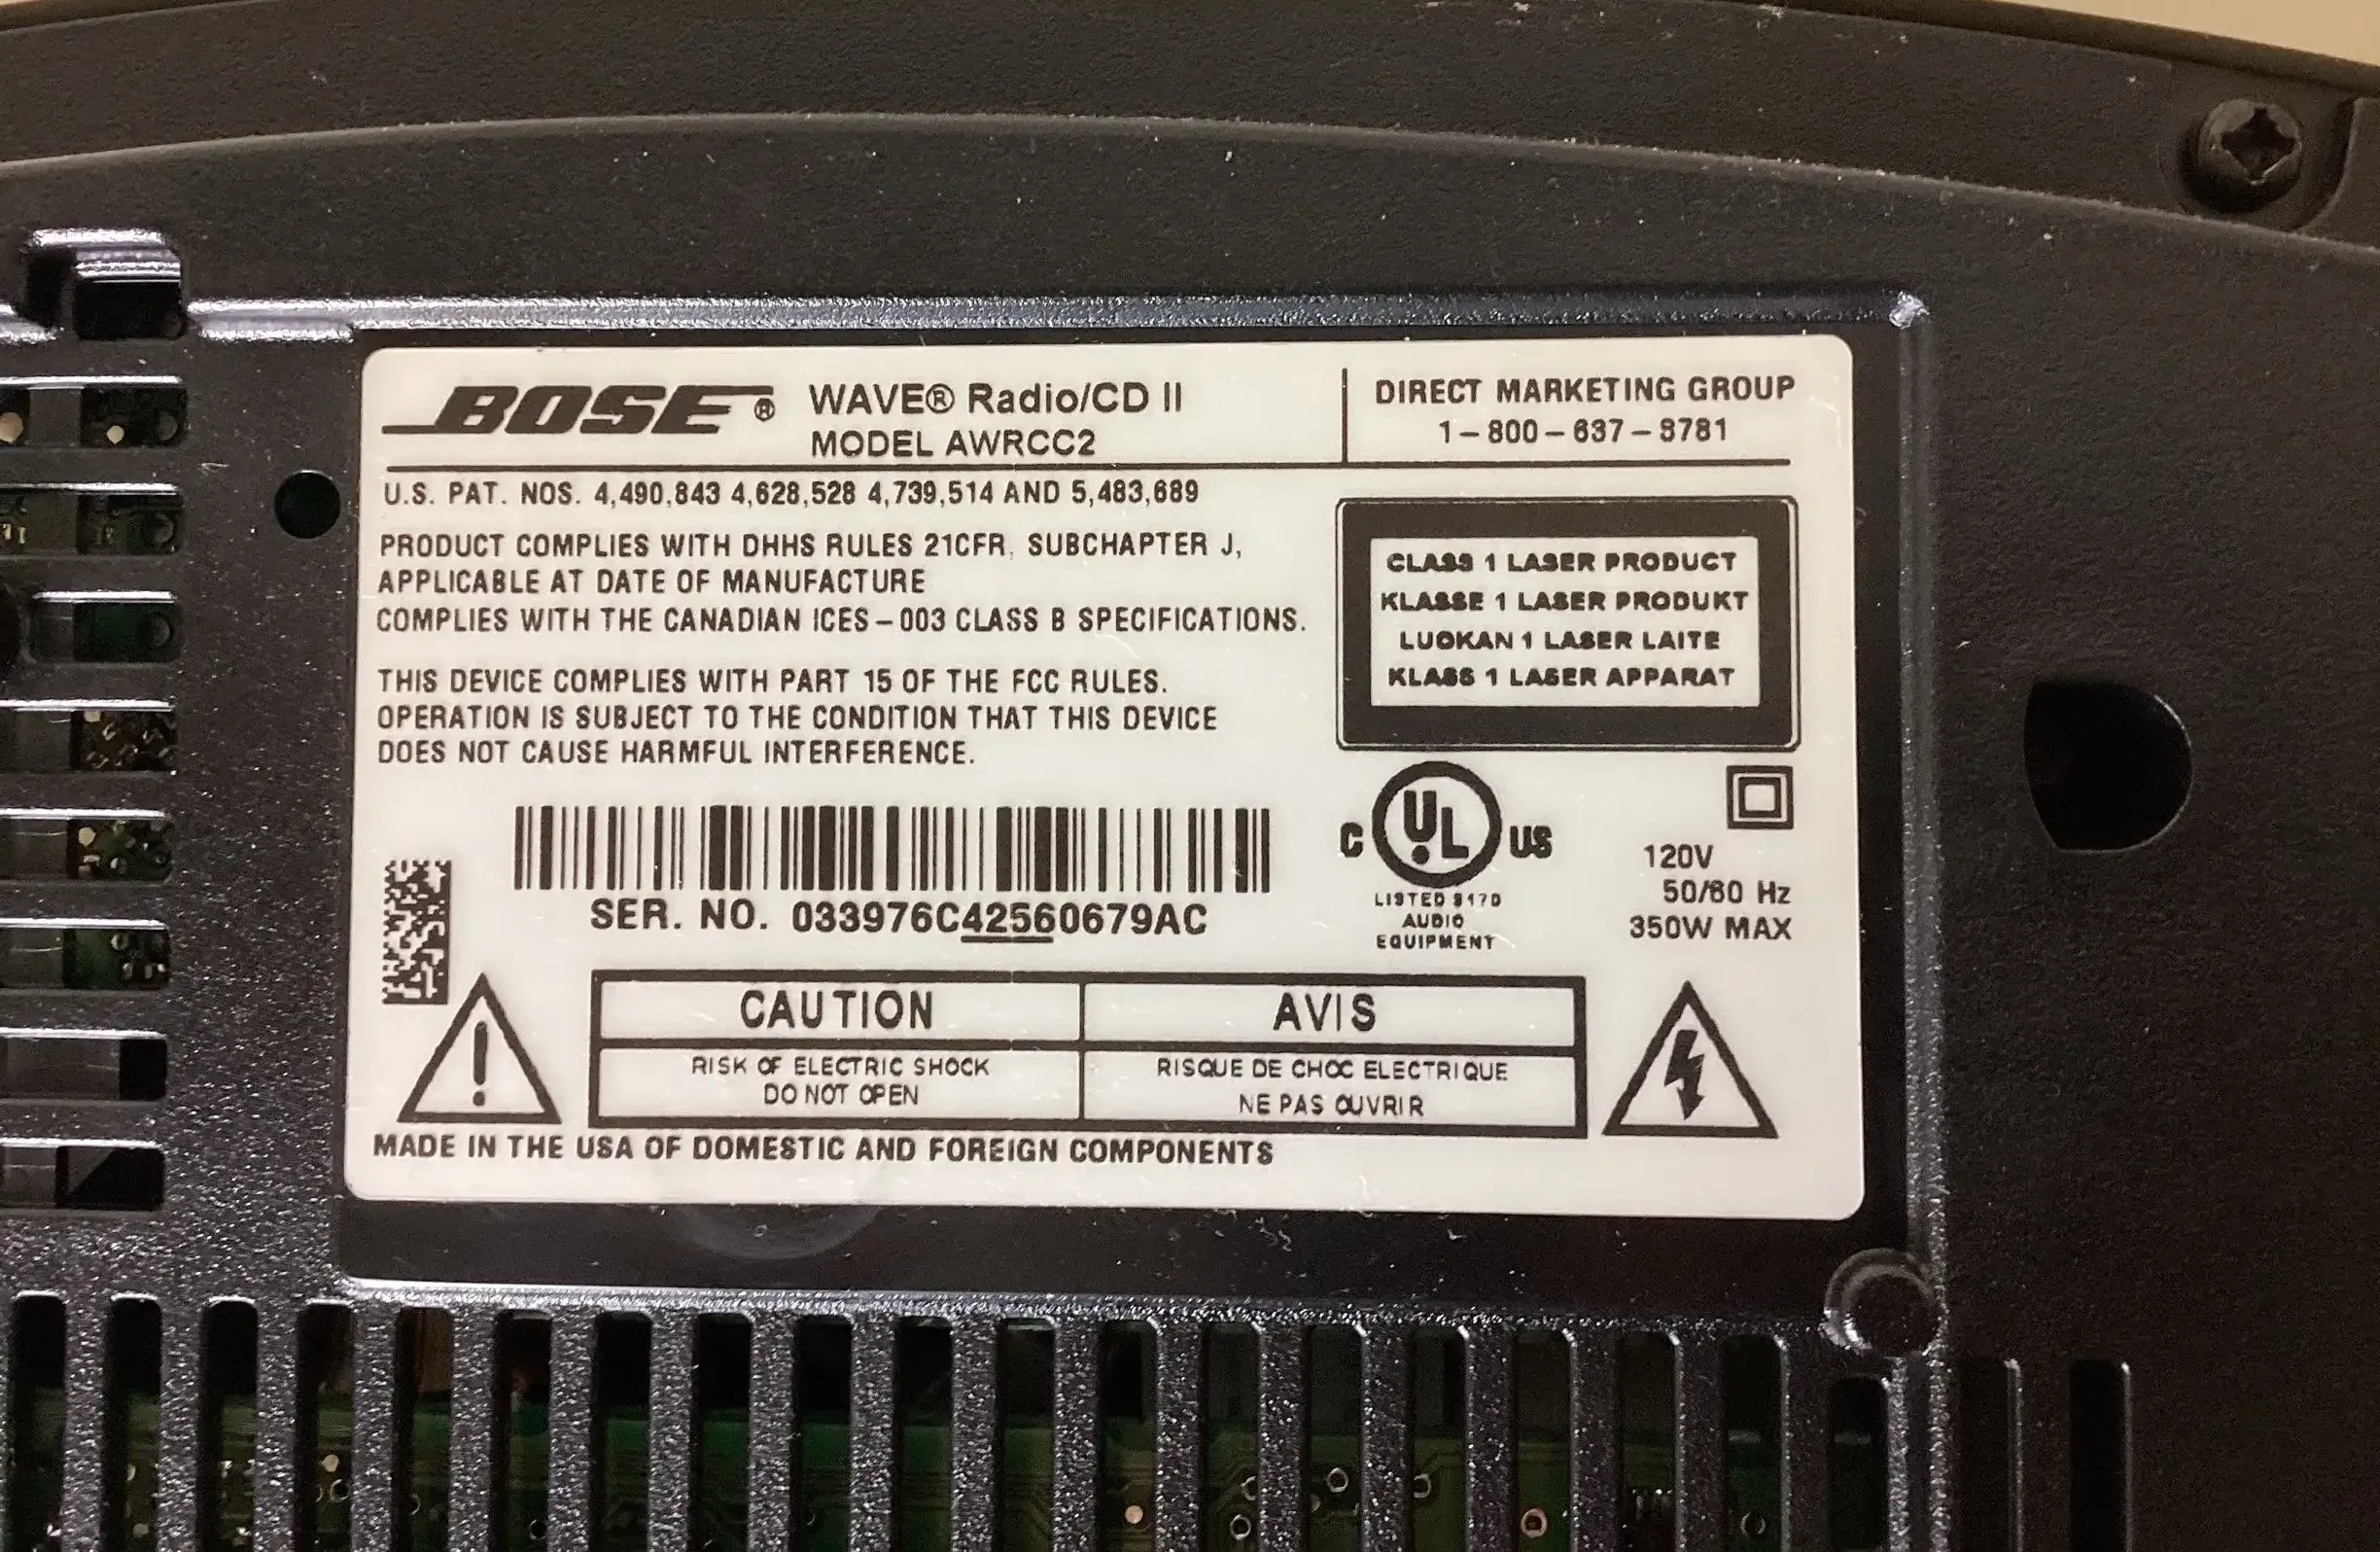 BOSE® WAVE® Radio/CD II
MODEL AWRCC2
DIRECT MARKETING GROUP
1-800-637-8781
U.S. PAT. NOS. 4,490,843 4,628,528 4,739,514 AND 5,483,689
PRODUCT COMPLIES WITH DHHS RULES 21CFR, SUBCHAPTER J,
APPLICABLE AT DATE OF MANUFACTURE
COMPLIES WITH THE CANADIAN ICES-003 CLASS B SPECIFICATIONS.
THIS DEVICE COMPLIES WITH PART 15 OF THE FCC RULES.
OPERATION IS SUBJECT TO THE CONDITION THAT THIS DEVICE
DOES NOT CAUSE HARMFUL INTERFERENCE.
CLASS 1 LASER PRODUCT
KLASSE 1 LASER PRODUKT
LUOKAN 1 LASER LAITE
KLASS 1 LASER APPARAT
C UL US
LISTED
AUDIO
EQUIPMENT
120V
50/60 Hz
350W MAX
SER. NO. 033976C42560679AC
CAUTION
RISK OF ELECTRIC SHOCK
DO NOT OPEN
AVIS
RISQUE DE CHOC ELECTRIQUE
NE PAS OUVRIR
MADE IN THE USA OF DOMESTIC AND FOREIGN COMPONENTS